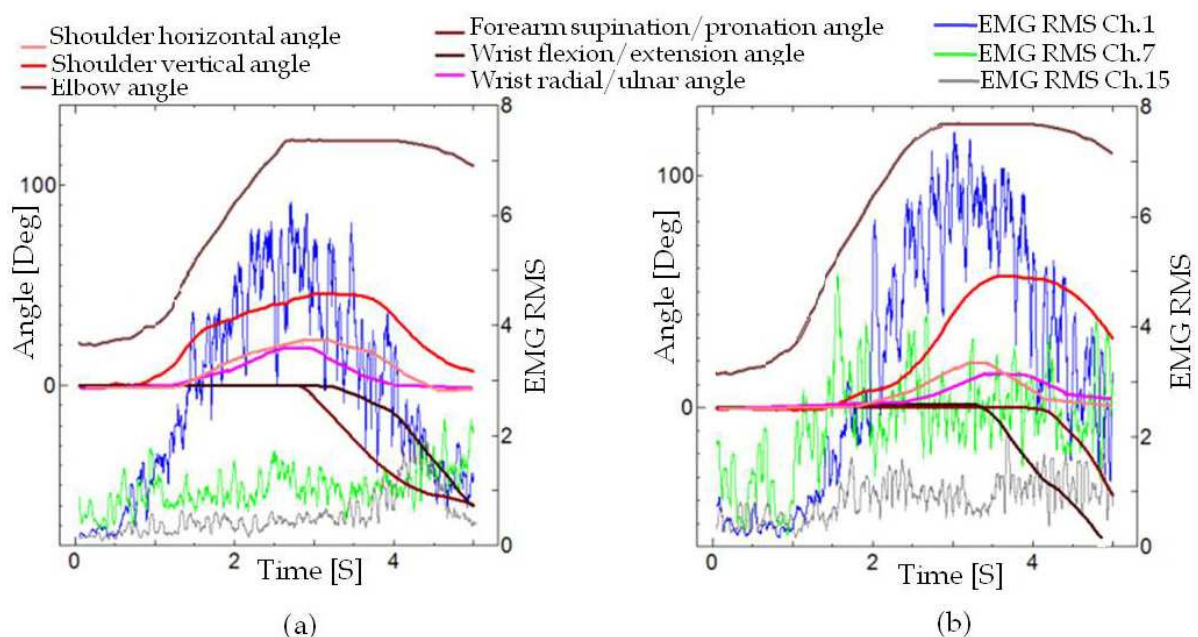 Shoulder horizontal angle
Shoulder vertical angle
Elbow angle
Forearm supination/pronation angle
Wrist flexion/extension angle
Wrist radial/ulnar angle
EMG RMS Ch.1
EMG RMS Ch.7
EMG RMS Ch.15
Angle [Deg]
100
0
8
6
4
2
0
EMG RMS
0
2
4
Time [S]
(a)
Angle [Deg]
100
0
8
6
4
2
0
EMG RMS
0
2
4
Time [S]
(b)